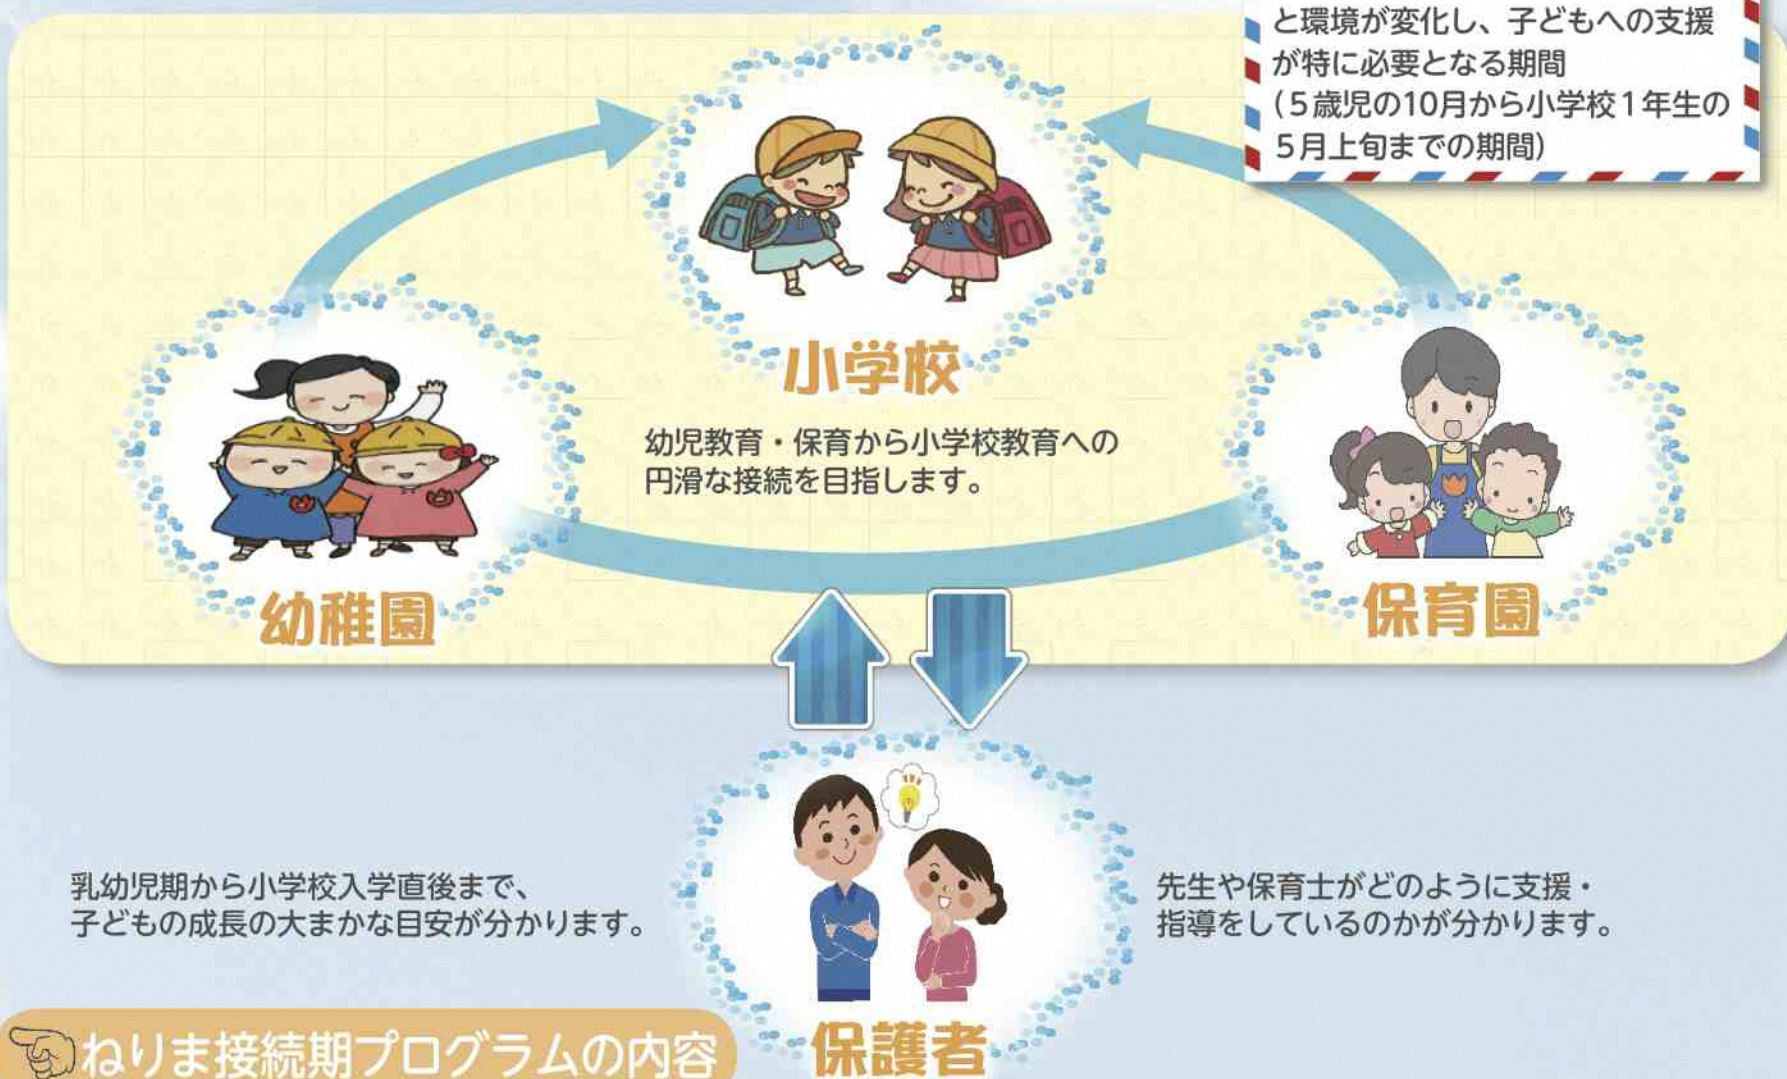 と環境が変化し、子どもへの支援
が特に必要となる期間
(5歳児の10月から小学校1年生の
5月上旬までの期間)
小学校
幼児教育・保育から小学校教育への
円滑な接続を目指します。
幼稚園
保育園
乳幼児期から小学校入学直後まで、
子どもの成長の大まかな目安が分かります。
先生や保育士がどのように支援・
指導をしているのかが分かります。
保護者
ねりま接続期プログラムの内容